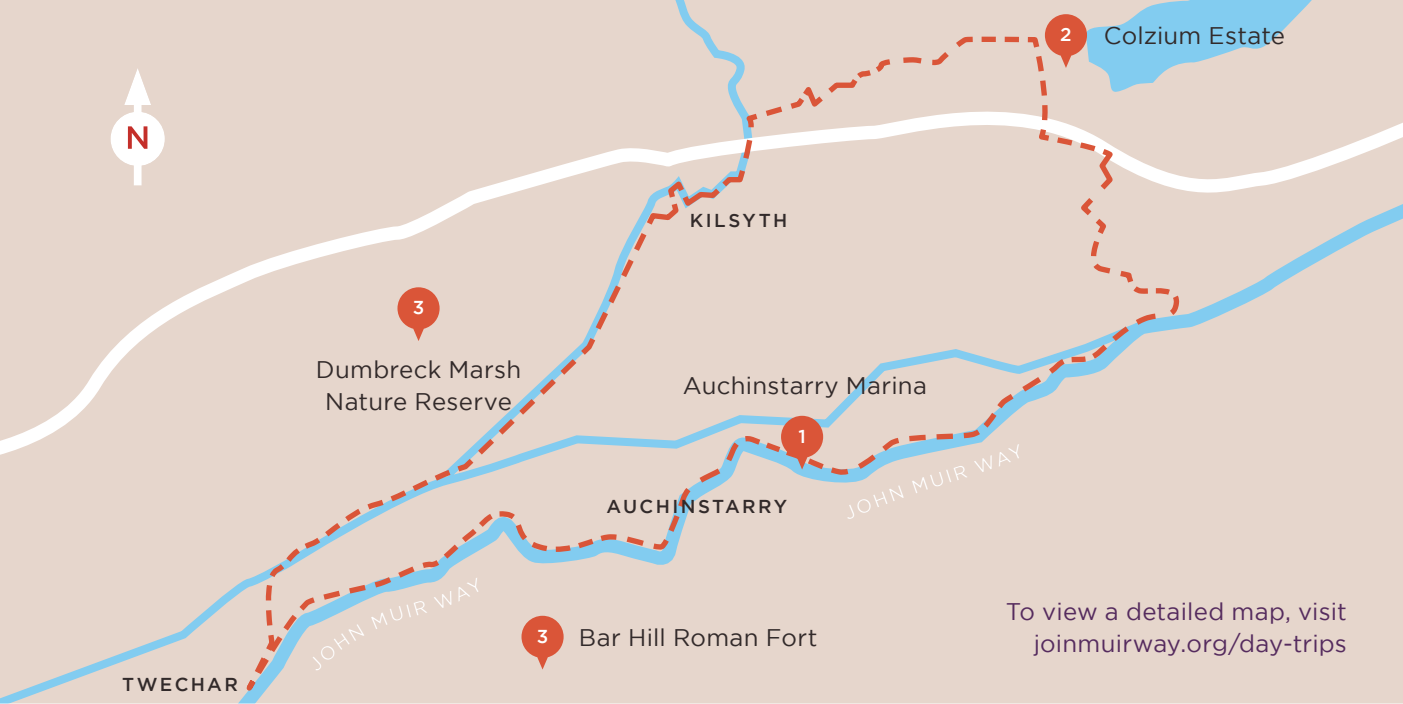 2
Colzium Estate
N
KILSYTH
3
Dumbreck Marsh
Nature Reserve
Auchinstarry Marina
1
JOHN MUIR WAY
AUCHINSTARRY
JOHN MUIR WAY
3
Bar Hill Roman Fort
To view a detailed map, visit
joinmuirway.org/day-trips
TWECHAR